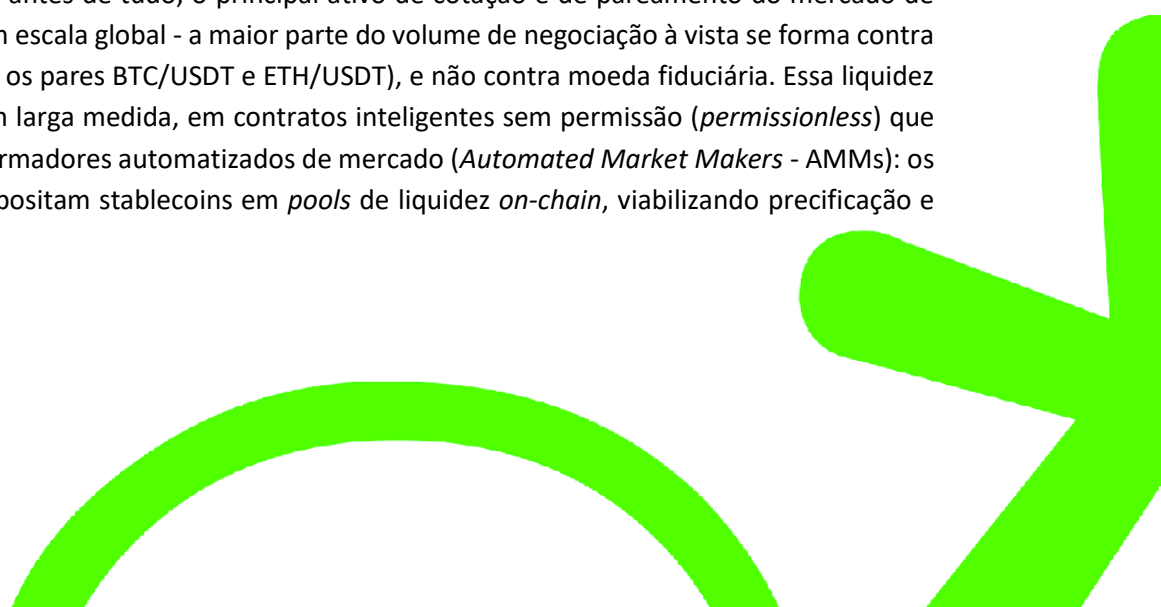 antes de tudo, o principal ativo de cotação e de pareamento do mercado de
escala global - a maior parte do volume de negociação à vista se forma contra
os pares BTC/USDT e ETH/USDT), e não contra moeda fiduciária. Essa liquidez
larga medida, em contratos inteligentes sem permissão (permissionless) que
rmadores automatizados de mercado (Automated Market Makers - AMMs): os
positam stablecoins em pools de liquidez on-chain, viabilizando precificação e